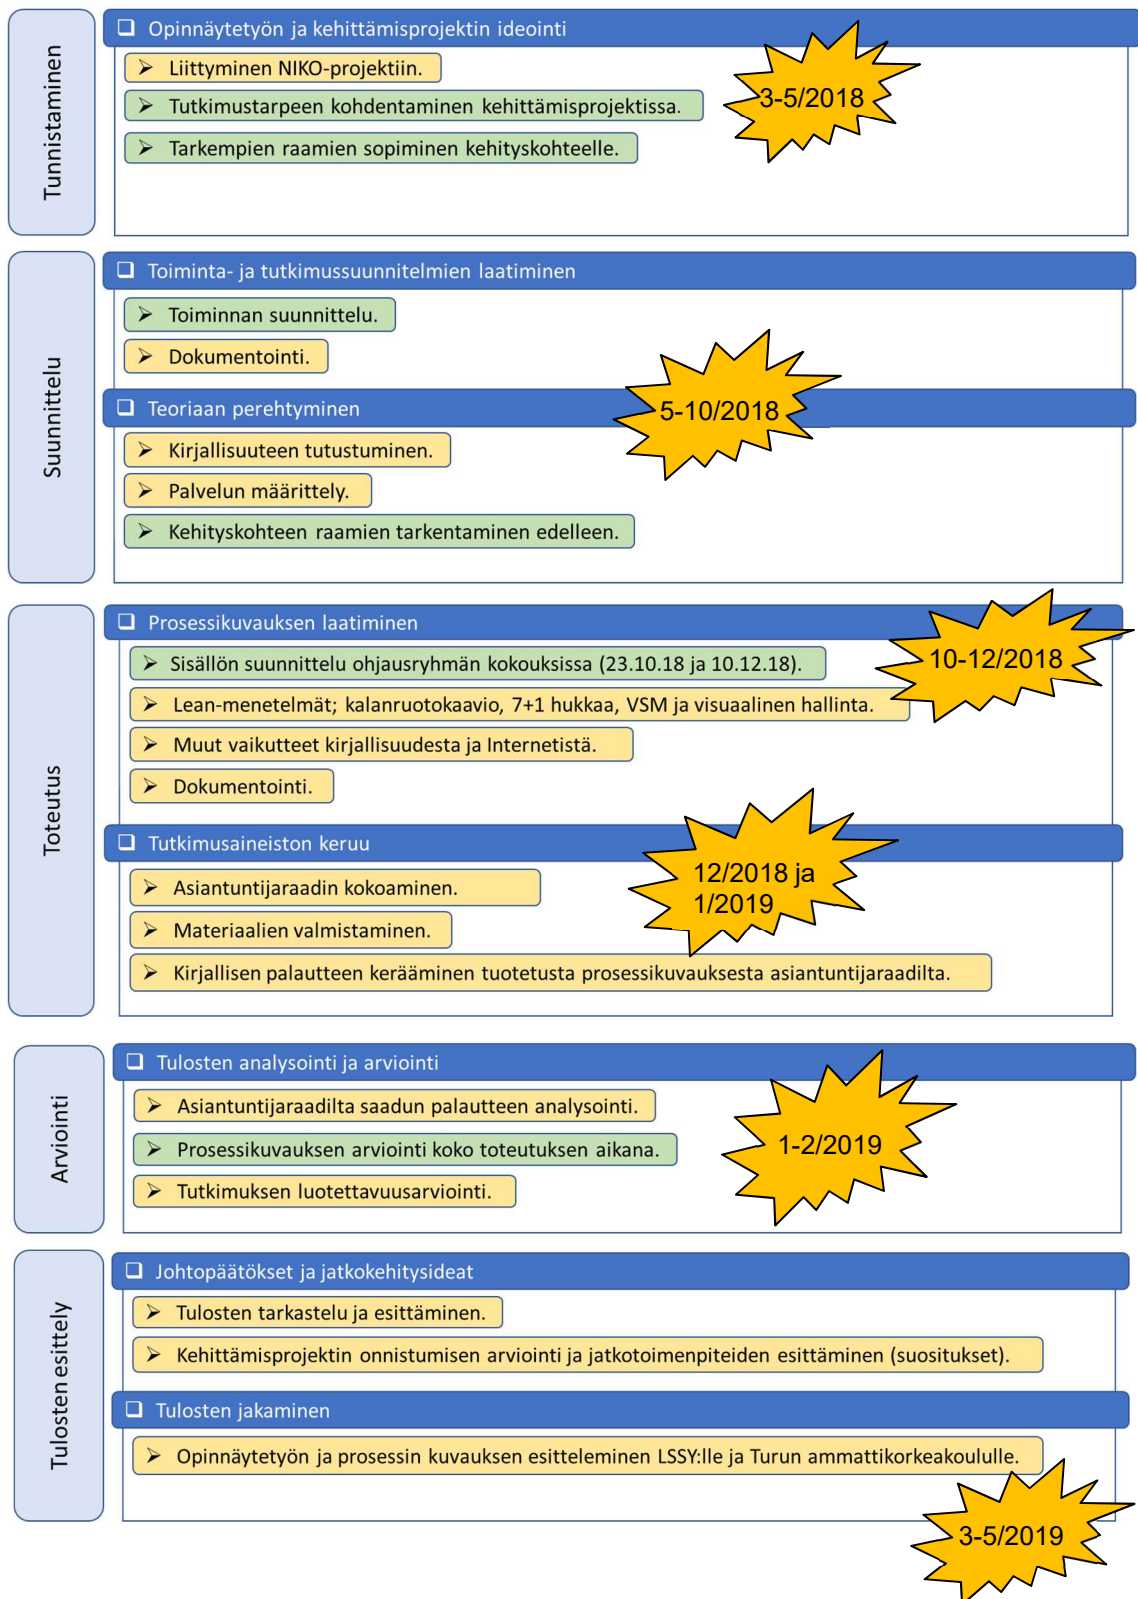 Tunnistaminen
Opinnäytetyön ja kehittämisprojektin ideointi
Liittyminen NIKO-projektiin.
Tutkimustarpeen kohdentaminen kehittämisprojektissa.
Tarkempien raamien sopiminen kehityskohteelle.
3-5/2018
Suunnittelu
Toiminta- ja tutkimussuunnitelmien laatiminen
Toiminnan suunnittelu.
Dokumentointi.
Teoriaan perehtyminen
5-10/2018
Kirjallisuuteen tutustuminen.
Palvelun määrittely.
Kehityskohteen raamien tarkentaminen edelleen.
Toteutus
Prosessikuvauksen laatiminen
10-12/2018
Sisällön suunnittelu ohjausryhmän kokouksissa (23.10.18 ja 10.12.18).
Lean-menetelmät; kalanruotokaavio, 7+1 hukkaa, VSM ja visuaalinen hallinta.
Muut vaikutteet kirjallisuudesta ja Internetistä.
Dokumentointi.
Tutkimusaineiston keruu
12/2018 ja
1/2019
Asiantuntijaraadin kokoaminen.
Materiaalien valmistaminen.
Kirjallisen palautteen kerääminen tuotetusta prosessikuvauksesta asiantuntijaraadilta.
Arviointi
Tulosten analysointi ja arviointi
Asiantuntijaraadilta saadun palautteen analysointi.
Prosessikuvauksen arviointi koko toteutuksen aikana.
Tutkimuksen luotettavuusarviointi.
1-2/2019
Tulosten esittely
Johtopäätökset ja jatkokehitysideat
Tulosten tarkastelu ja esittäminen.
Kehittämisprojektin onnistumisen arviointi ja jatkotoimenpiteiden esittäminen (suositukset).
Tulosten jakaminen
Opinnäytetyön ja prosessin kuvauksen esitteleminen LSSY:lle ja Turun ammattikorkeakoululle.
3-5/2019